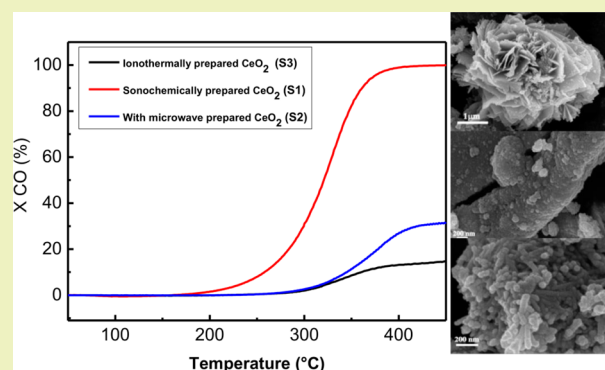 X CO (%)
100
80
60
40
20
0
Ionothermally prepared CeO2 (S3)
Sonochemically prepared CeO2 (S1)
With microwave prepared CeO2 (S2)
100
200
300
400
Temperature (°C)
1μm
200 nm
200 nm